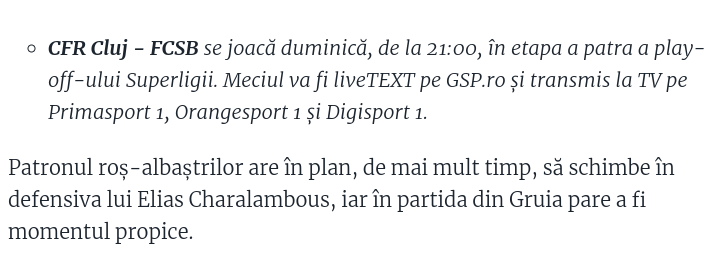 CFR Cluj – FCSB se joacă duminică, de la 21:00, în etapa a patra a play-
off-ului Superligii. Meciul va fi liveTEXT pe GSP.ro și transmis la TV pe
Primasport 1, Orangesport 1 și Digisport 1.
Patronul roș-albaștrilor are în plan, de mai mult timp, să schimbe în
defensiva lui Elias Charalambous, iar în partida din Gruia pare a fi
momentul propice.